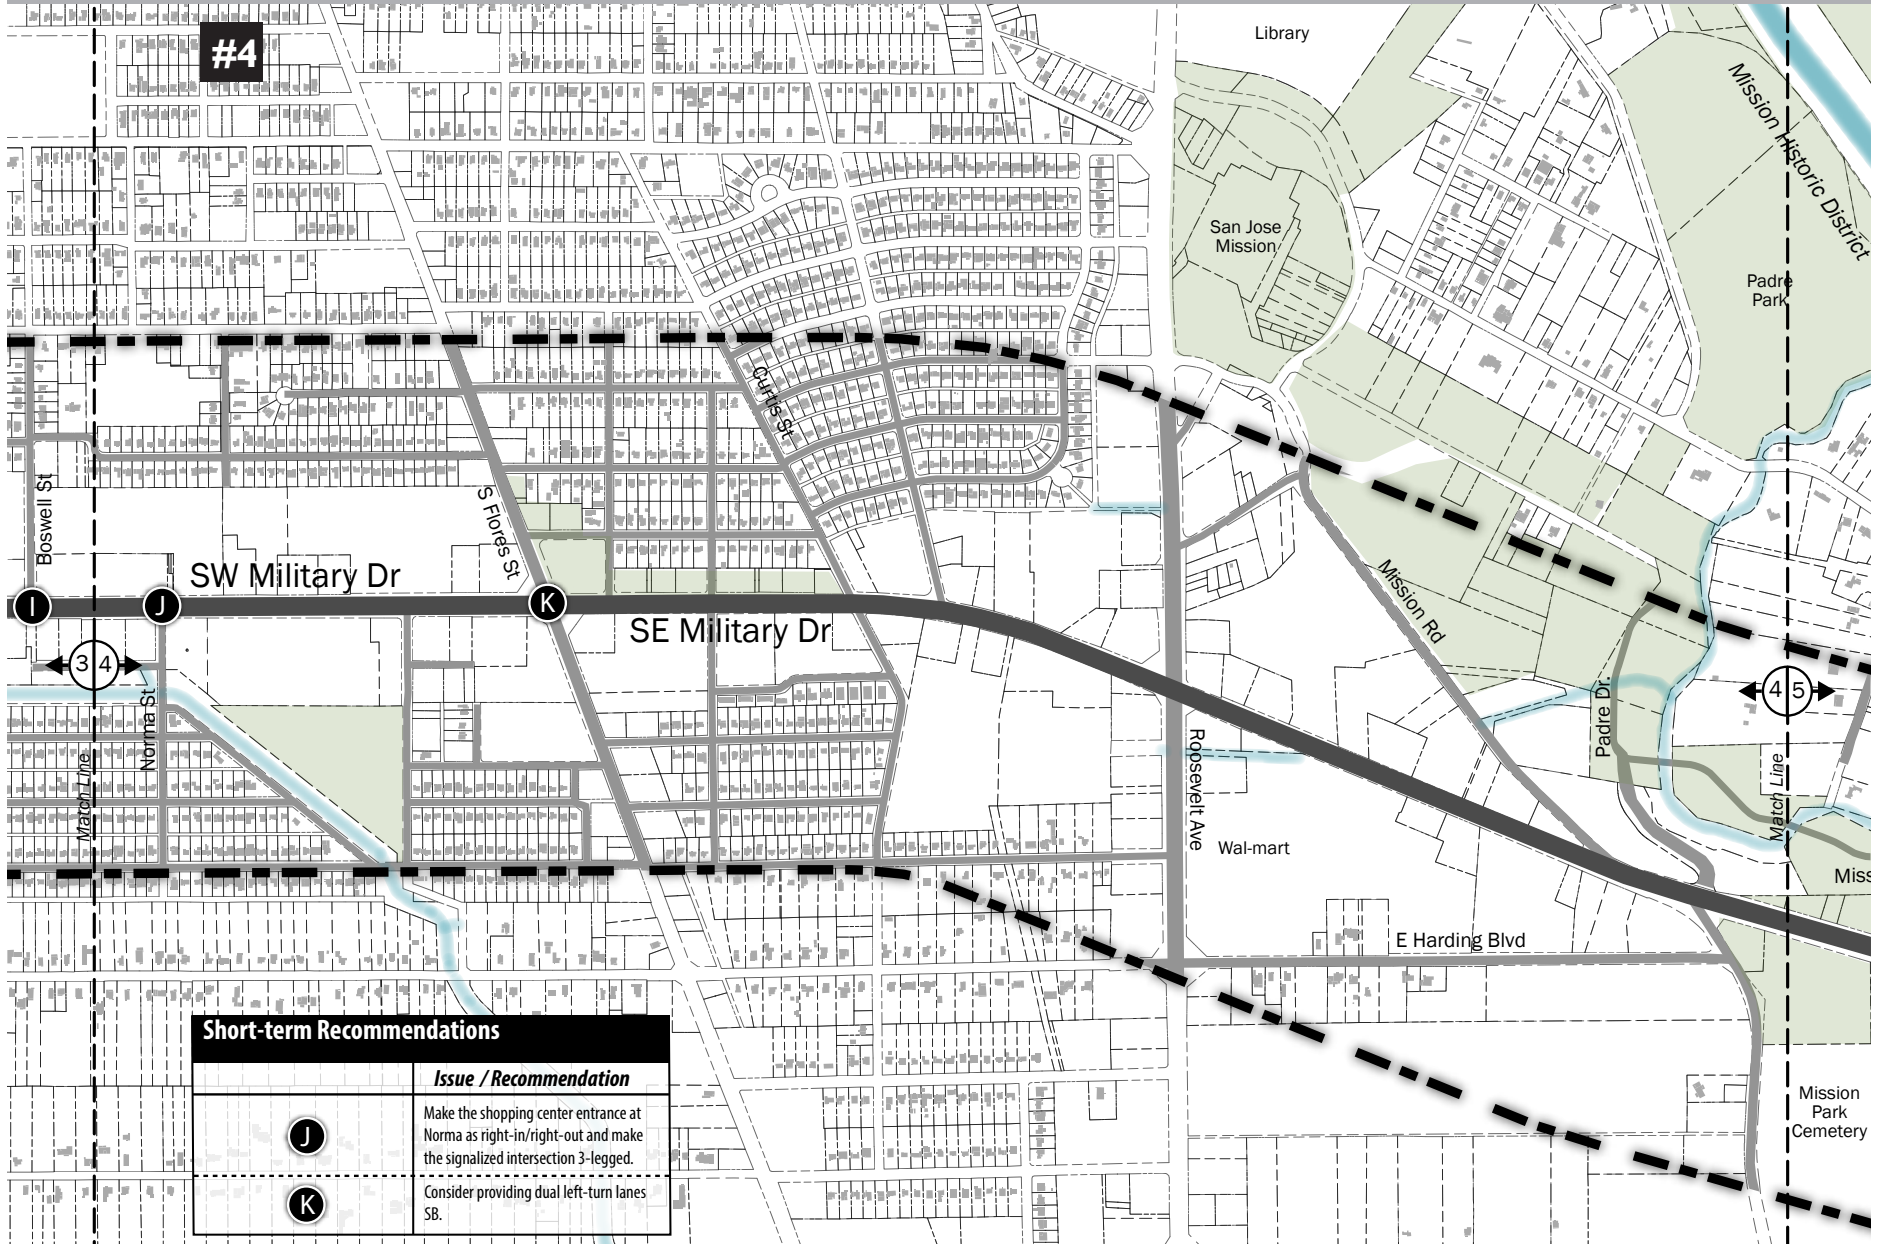 #4
Library
Mission Historic District
San Jose
Mission
Padre
Park
Curtis St
Boswell St
S Flores St
SW Military Dr
I
J
K
SE Military Dr
Mission Rd
3 4
4 5
Norma St
Padre Dr.
Match Line
Match Line
Roosevelt Ave
Wal-mart
Miss
E Harding Blvd
Short-term Recommendations
Issue / Recommendation
J
Make the shopping center entrance at
Norma as right-in/right-out and make
the signalized intersection 3-legged.
K
Consider providing dual left-turn lanes
SB.
Mission
Park
Cemetery